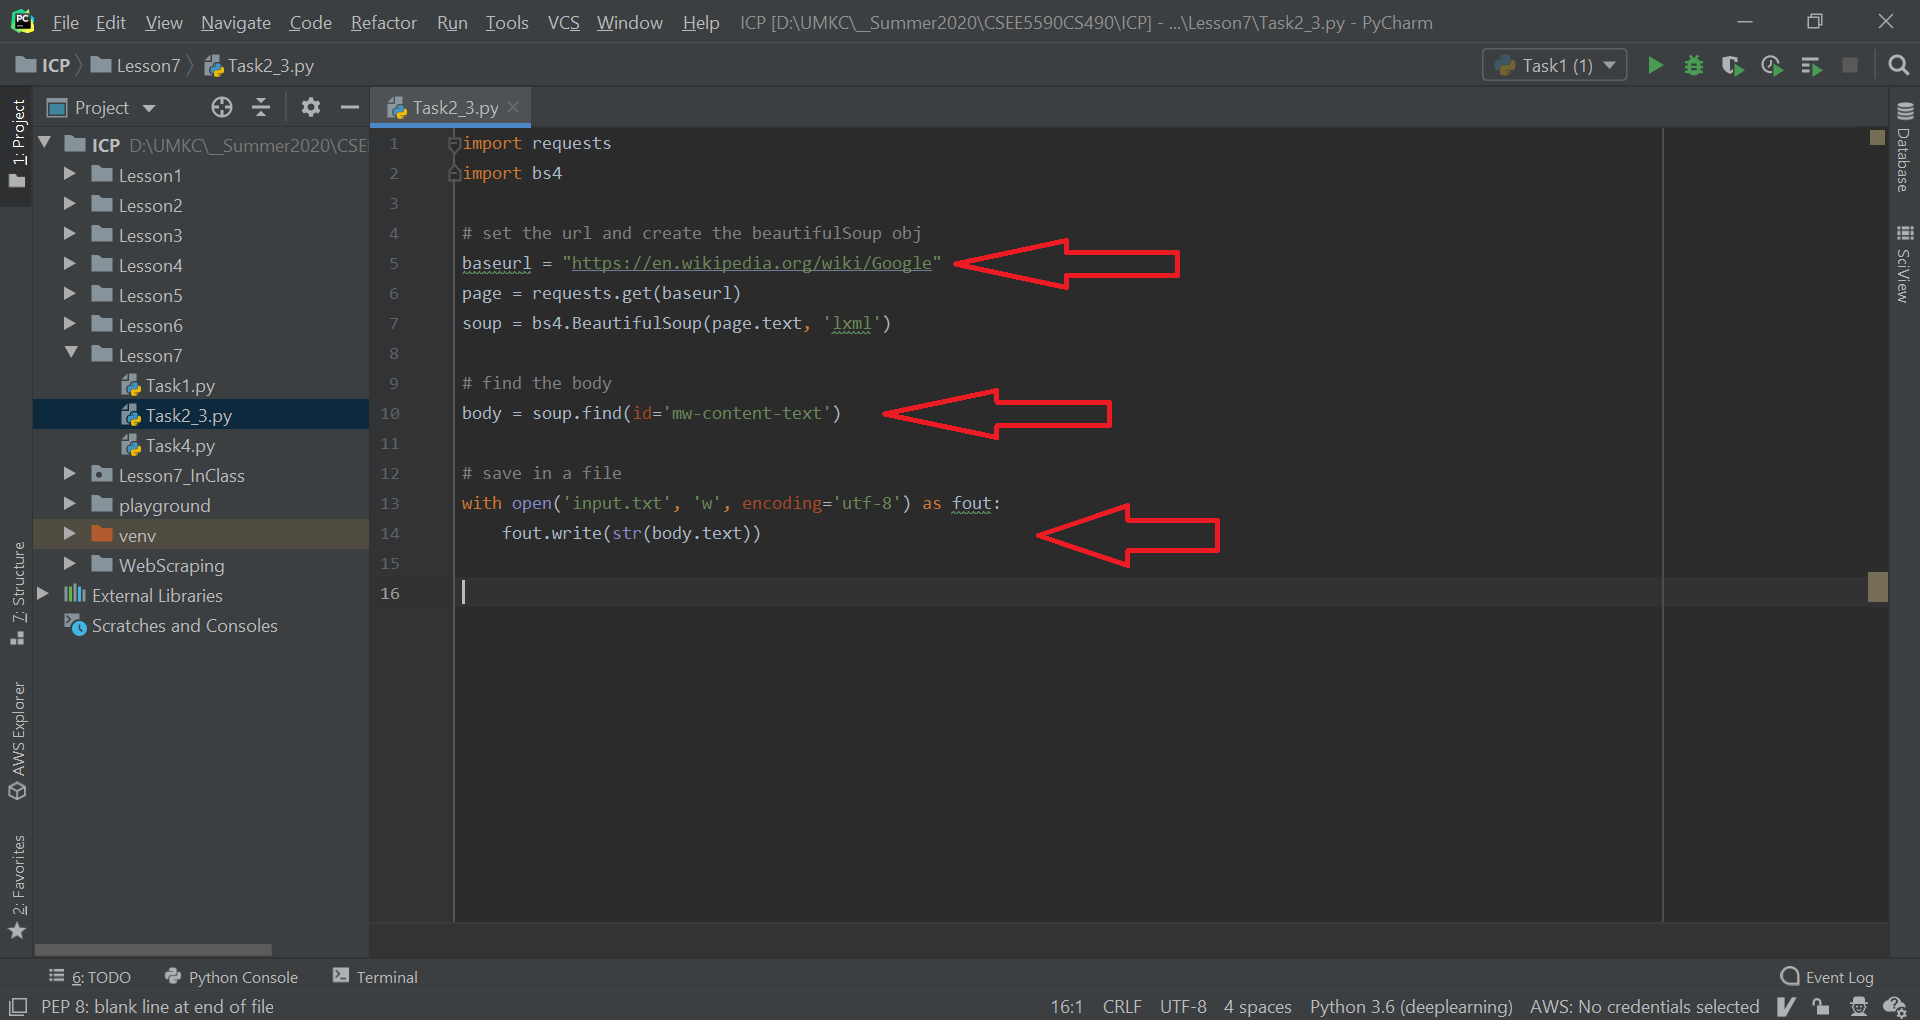 File Edit View Navigate Code Refactor Run Tools VCS Window Help ICP [D:\UMKC\__Summer2020\CSEE5590CS490\ICP] - ...\Lesson7\Task2_3.py - PyCharm
ICP Lesson7 Task2_3.py Task1 (1)
1: Project
Project
ICP D:\UMKC\__Summer2020\CSE
Lesson1
Lesson2
Lesson3
Lesson4
Lesson5
Lesson6
Lesson7
Task1.py
Task2_3.py
Task4.py
Lesson7_InClass
playground
venv
WebScraping
External Libraries
Scratches and Consoles
7: Structure
AWS Explorer
2: Favorites
Task2_3.py
1 import requests
2 import bs4
3
4 # set the url and create the beautifulSoup obj
5 baseurl = "https://en.wikipedia.org/wiki/Google"
6 page = requests.get(baseurl)
7 soup = bs4.BeautifulSoup(page.text, 'lxml')
8
9 # find the body
10 body = soup.find(id='mw-content-text')
11
12 # save in a file
13 with open('input.txt', 'w', encoding='utf-8') as fout:
14 fout.write(str(body.text))
15
16
Database
SciView
6: TODO Python Console Terminal Event Log
PEP 8: blank line at end of file 16:1 CRLF UTF-8 4 spaces Python 3.6 (deeplearning) AWS: No credentials selected